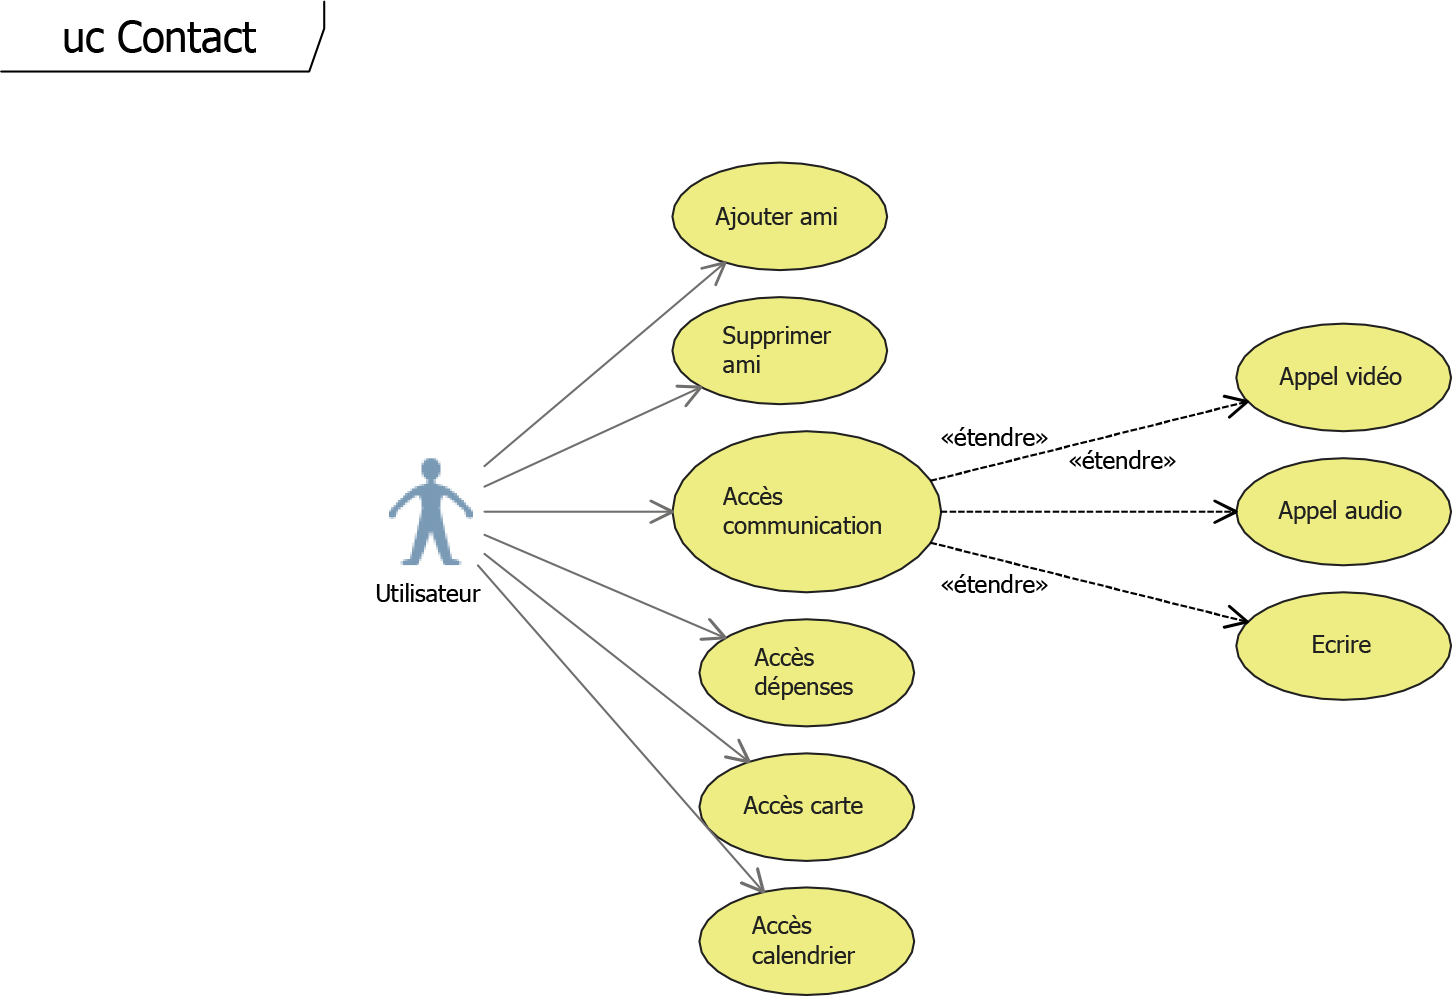 uc Contact
Ajouter ami
Supprimer
ami
Appel vidéo
«étendre»
«étendre»
Accès
communication
Appel audio
Utilisateur
«étendre»
Ecrire
Accès
dépenses
Accès carte
Accès
calendrier